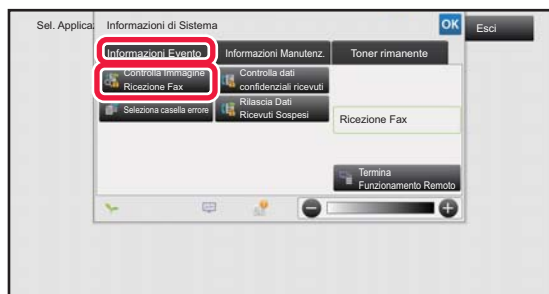 Sel. Applica
Informazioni di Sistema
OK
Esci
Informazioni Evento
Informazioni Manutenz.
Toner rimanente
Controlla Immagine
Ricezione Fax
Controlla dati
confidenziali ricevuti
Seleziona casella errore
Rilascia Dati
Ricevuti Sospesi
Ricezione Fax
Termina
Funzionamento Remoto